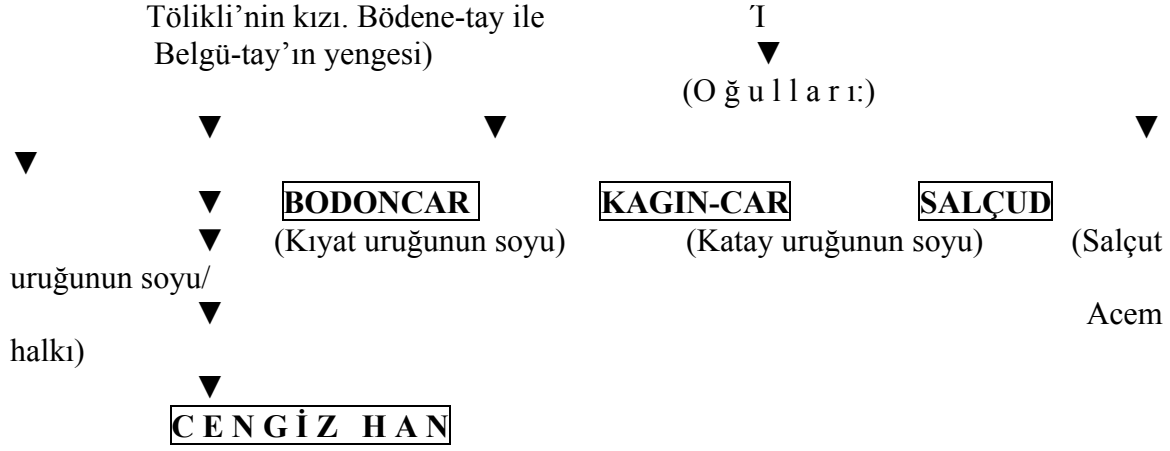 Tölikli’nin kızı. Bödene-tay ile
Belgü-tay’ın yengesi)
▼
(O ğ u l l a r ı:)
▼ ▼ ▼
▼
▼ BODONCAR KAGIN-CAR SALÇUD
▼ (Kıyat uruğunun soyu) (Katay uruğunun soyu) (Salçut
uruğunun soyu/
▼ Acem
halkı)
▼
C E N G İ Z H A N